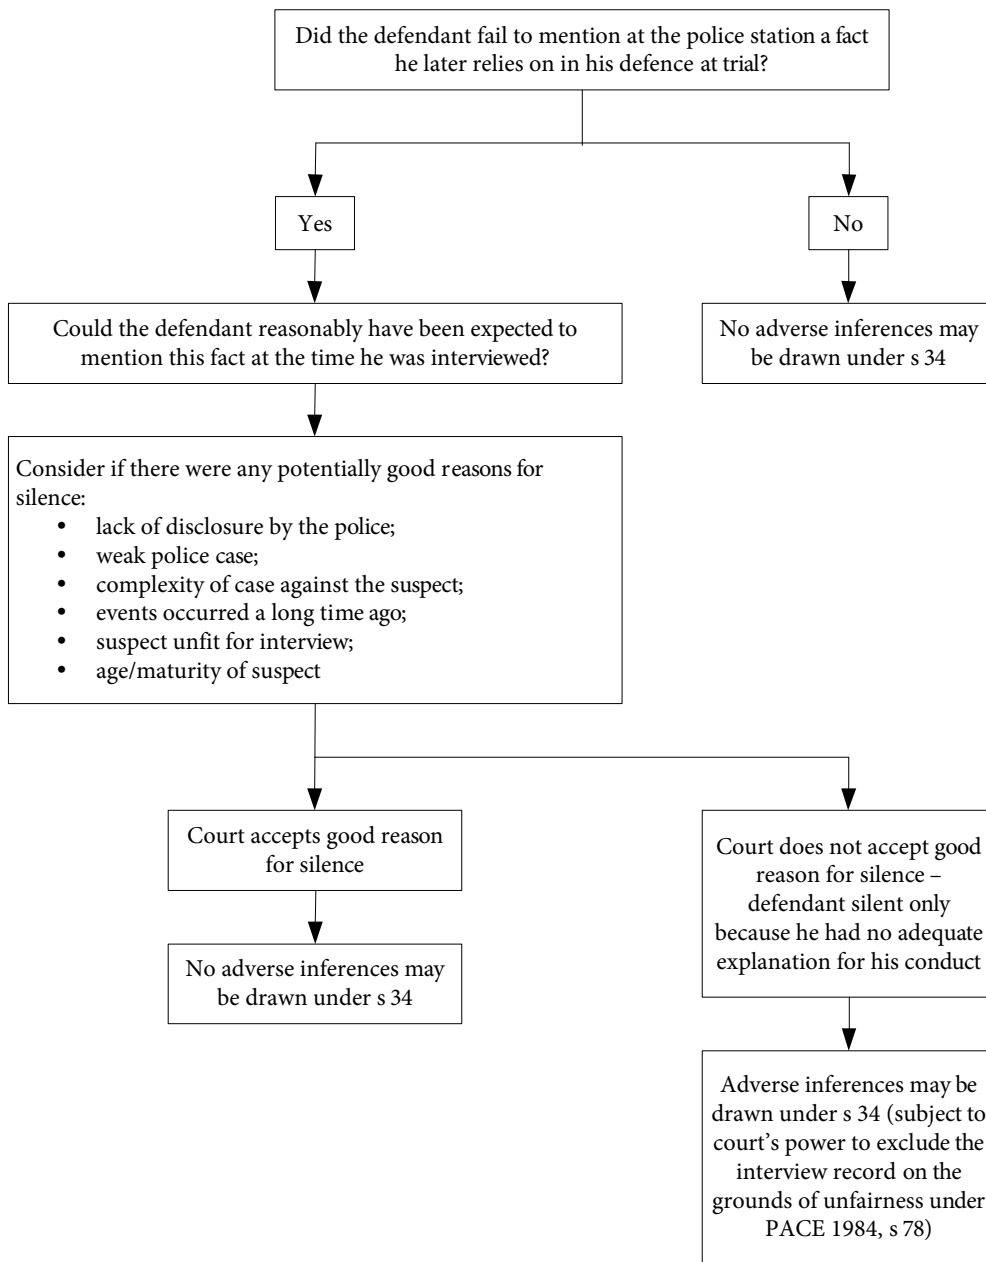 Did the defendant fail to mention at the police station a fact
he later relies on in his defence at trial?
Yes
No
Could the defendant reasonably have been expected to
mention this fact at the time he was interviewed?
No adverse inferences may
be drawn under s 34
Consider if there were any potentially good reasons for
silence:
• lack of disclosure by the police;
• weak police case;
• complexity of case against the suspect;
• events occurred a long time ago;
• suspect unfit for interview;
• age/maturity of suspect
Court accepts good reason
for silence
Court does not accept good
reason for silence –
defendant silent only
because he had no adequate
explanation for his conduct
No adverse inferences may
be drawn under s 34
Adverse inferences may be
drawn under s 34 (subject to
court’s power to exclude the
interview record on the
grounds of unfairness under
PACE 1984, s 78)